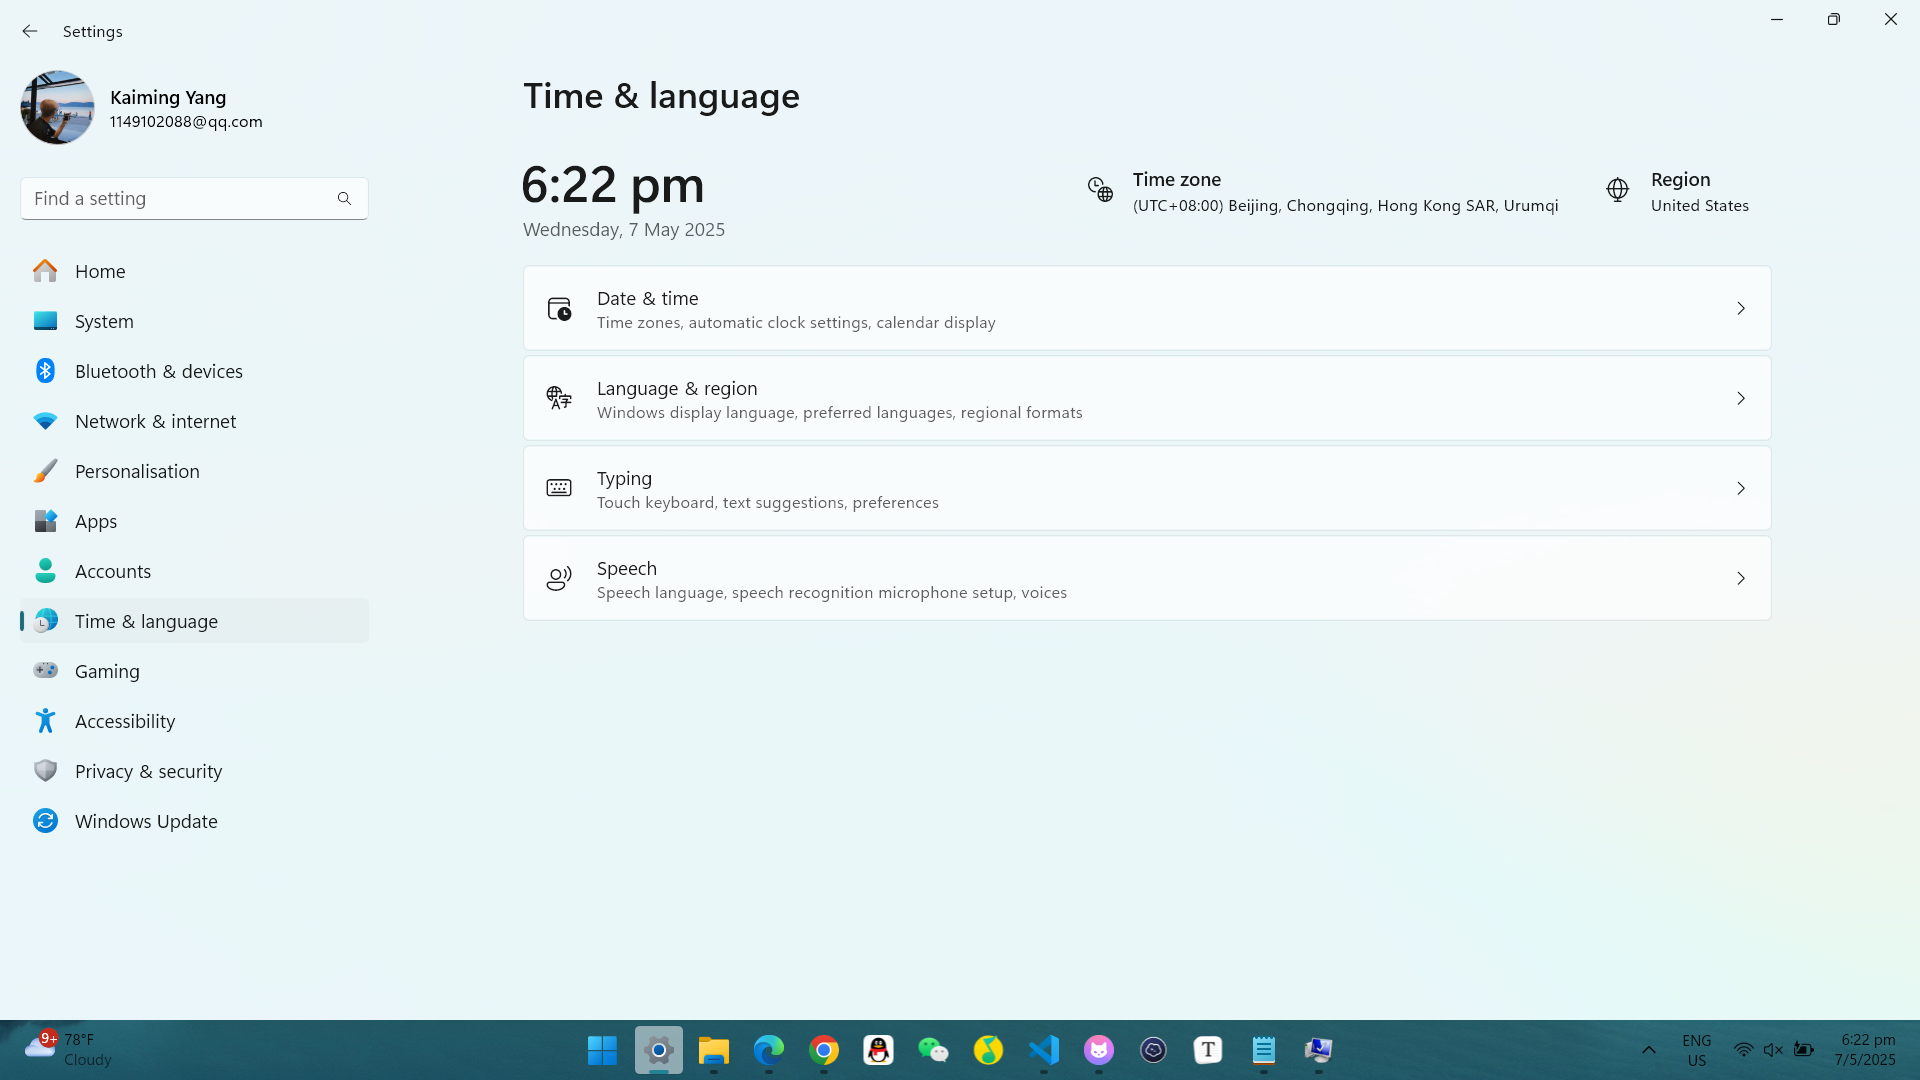 Settings
Kaiming Yang
1149102088@qq.com
Find a setting
Home
System
Bluetooth & devices
Network & internet
Personalisation
Apps
Accounts
Time & language
Gaming
Accessibility
Privacy & security
Windows Update
Time & language
6:22 pm
Wednesday, 7 May 2025
Time zone
(UTC+08:00) Beijing, Chongqing, Hong Kong SAR, Urumqi
Region
United States
Date & time
Time zones, automatic clock settings, calendar display
Language & region
Windows display language, preferred languages, regional formats
Typing
Touch keyboard, text suggestions, preferences
Speech
Speech language, speech recognition microphone setup, voices
9+
78°F
Cloudy
T
ENG
US
6:22 pm
7/5/2025